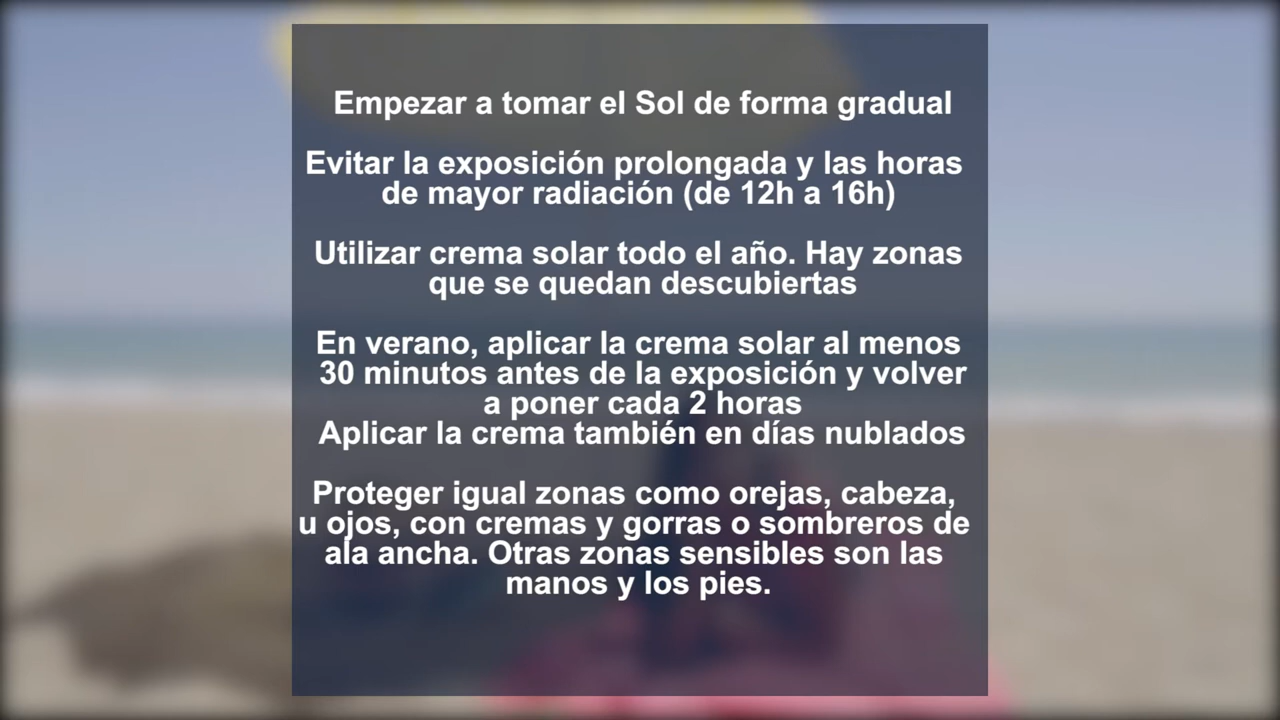 Empezar a tomar el Sol de forma gradual
Evitar la exposición prolongada y las horas
de mayor radiación (de 12h a 16h)
Utilizar crema solar todo el año. Hay zonas
que se quedan descubiertas
En verano, aplicar la crema solar al menos
30 minutos antes de la exposición y volver
a poner cada 2 horas
Aplicar la crema también en días nublados
Proteger igual zonas como orejas, cabeza,
u ojos, con cremas y gorras o sombreros de
ala ancha. Otras zonas sensibles son las
manos y los pies.